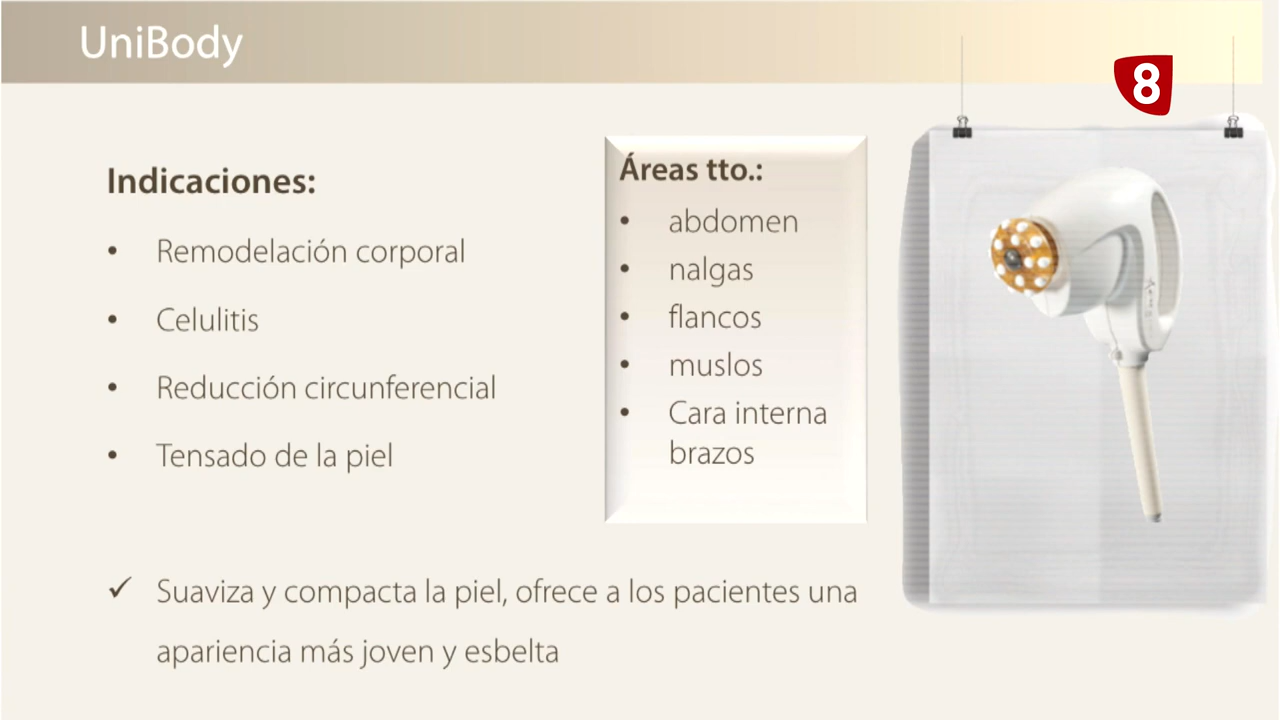 UniBody
8
Indicaciones:
• Remodelación corporal
• Celulitis
• Reducción circunferencial
• Tensado de la piel
Áreas tto.:
• abdomen
• nalgas
• flancos
• muslos
• Cara interna
brazos
✓ Suaviza y compacta la piel, ofrece a los pacientes una
apariencia más joven y esbelta